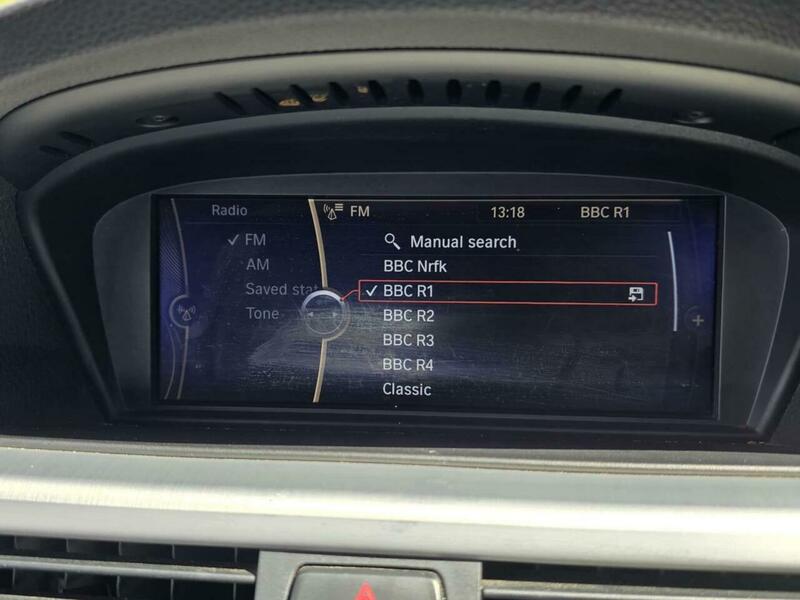 Radio FM 13:18 BBC R1
FM
AM
Saved stat
Tone
Manual search
BBC Nrfk
BBC R1
BBC R2
BBC R3
BBC R4
Classic